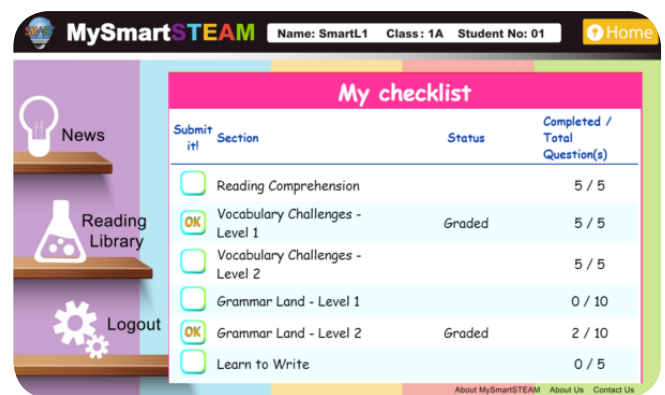 SMART
MySmartSTEAM
Name: SmartL1 Class: 1A Student No: 01
Home
News
Reading
Library
Logout
My checklist
Submit
it!
Section
Status
Completed /
Total
Question(s)
Reading Comprehension
5 / 5
OK
Vocabulary Challenges -
Level 1
Graded
5 / 5
Vocabulary Challenges -
Level 2
5 / 5
Grammar Land - Level 1
0 / 10
OK
Grammar Land - Level 2
Graded
2 / 10
Learn to Write
0 / 5
About MySmartSTEAM About Us Contact Us